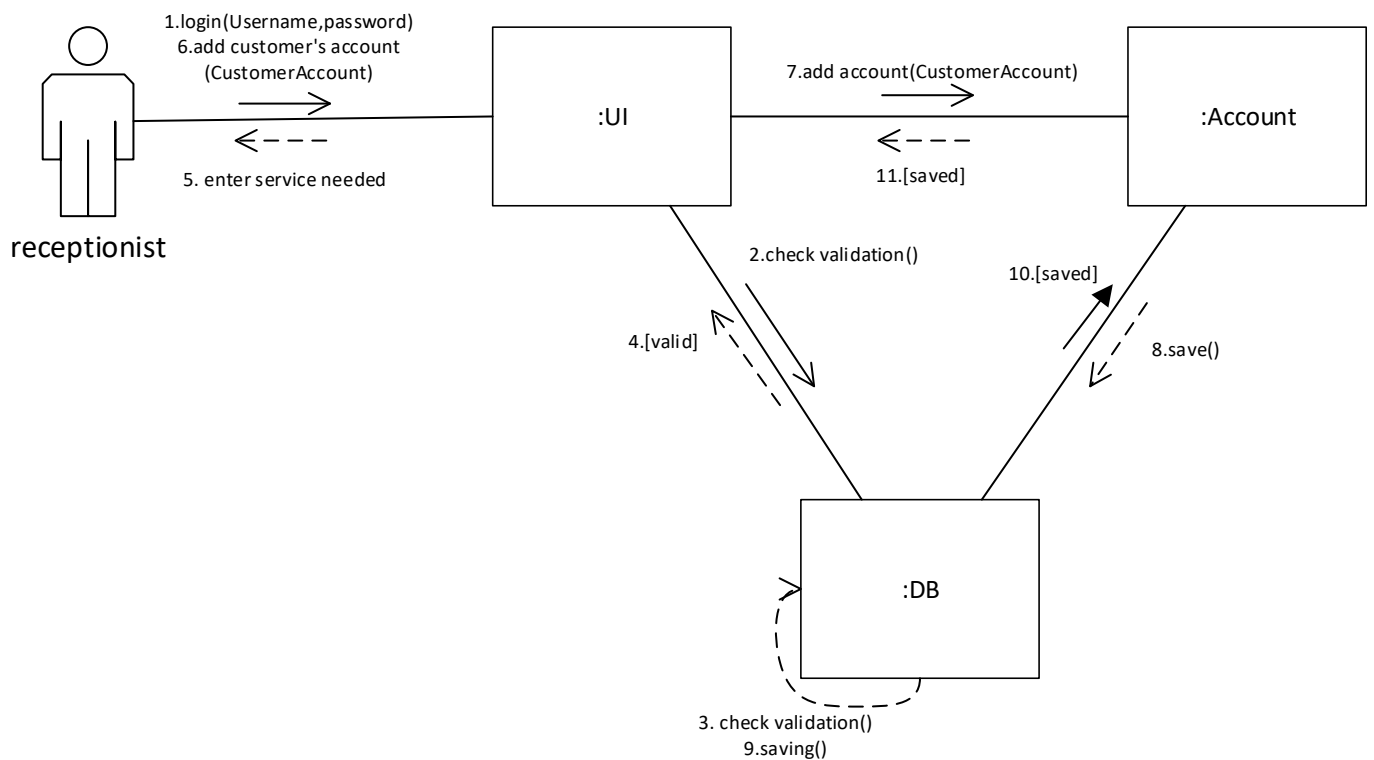 1.login(Username,password)
6.add customer's account
(CustomerAccount)
5. enter service needed
receptionist
:UI
7.add account(CustomerAccount)
11.[saved]
:Account
2.check validation()
4.[valid]
10.[saved]
8.save()
:DB
3. check validation()
9.saving()